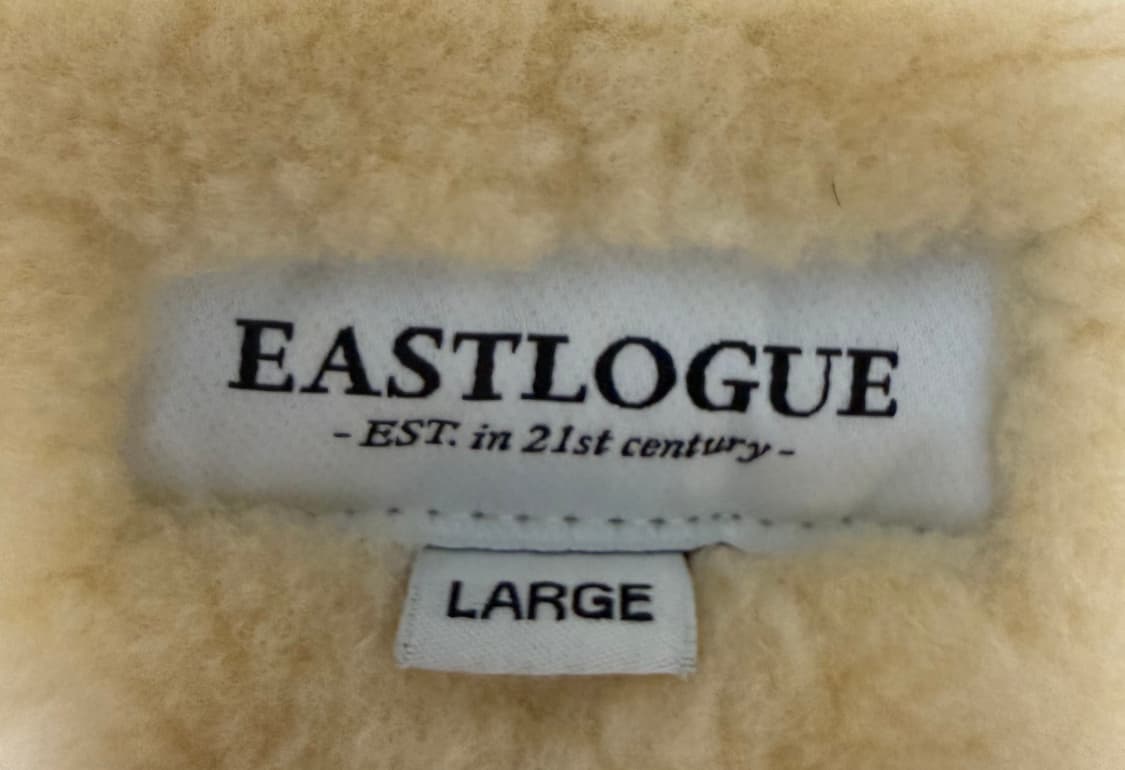 EASTLOGUE
- EST. in 21st century -
LARGE